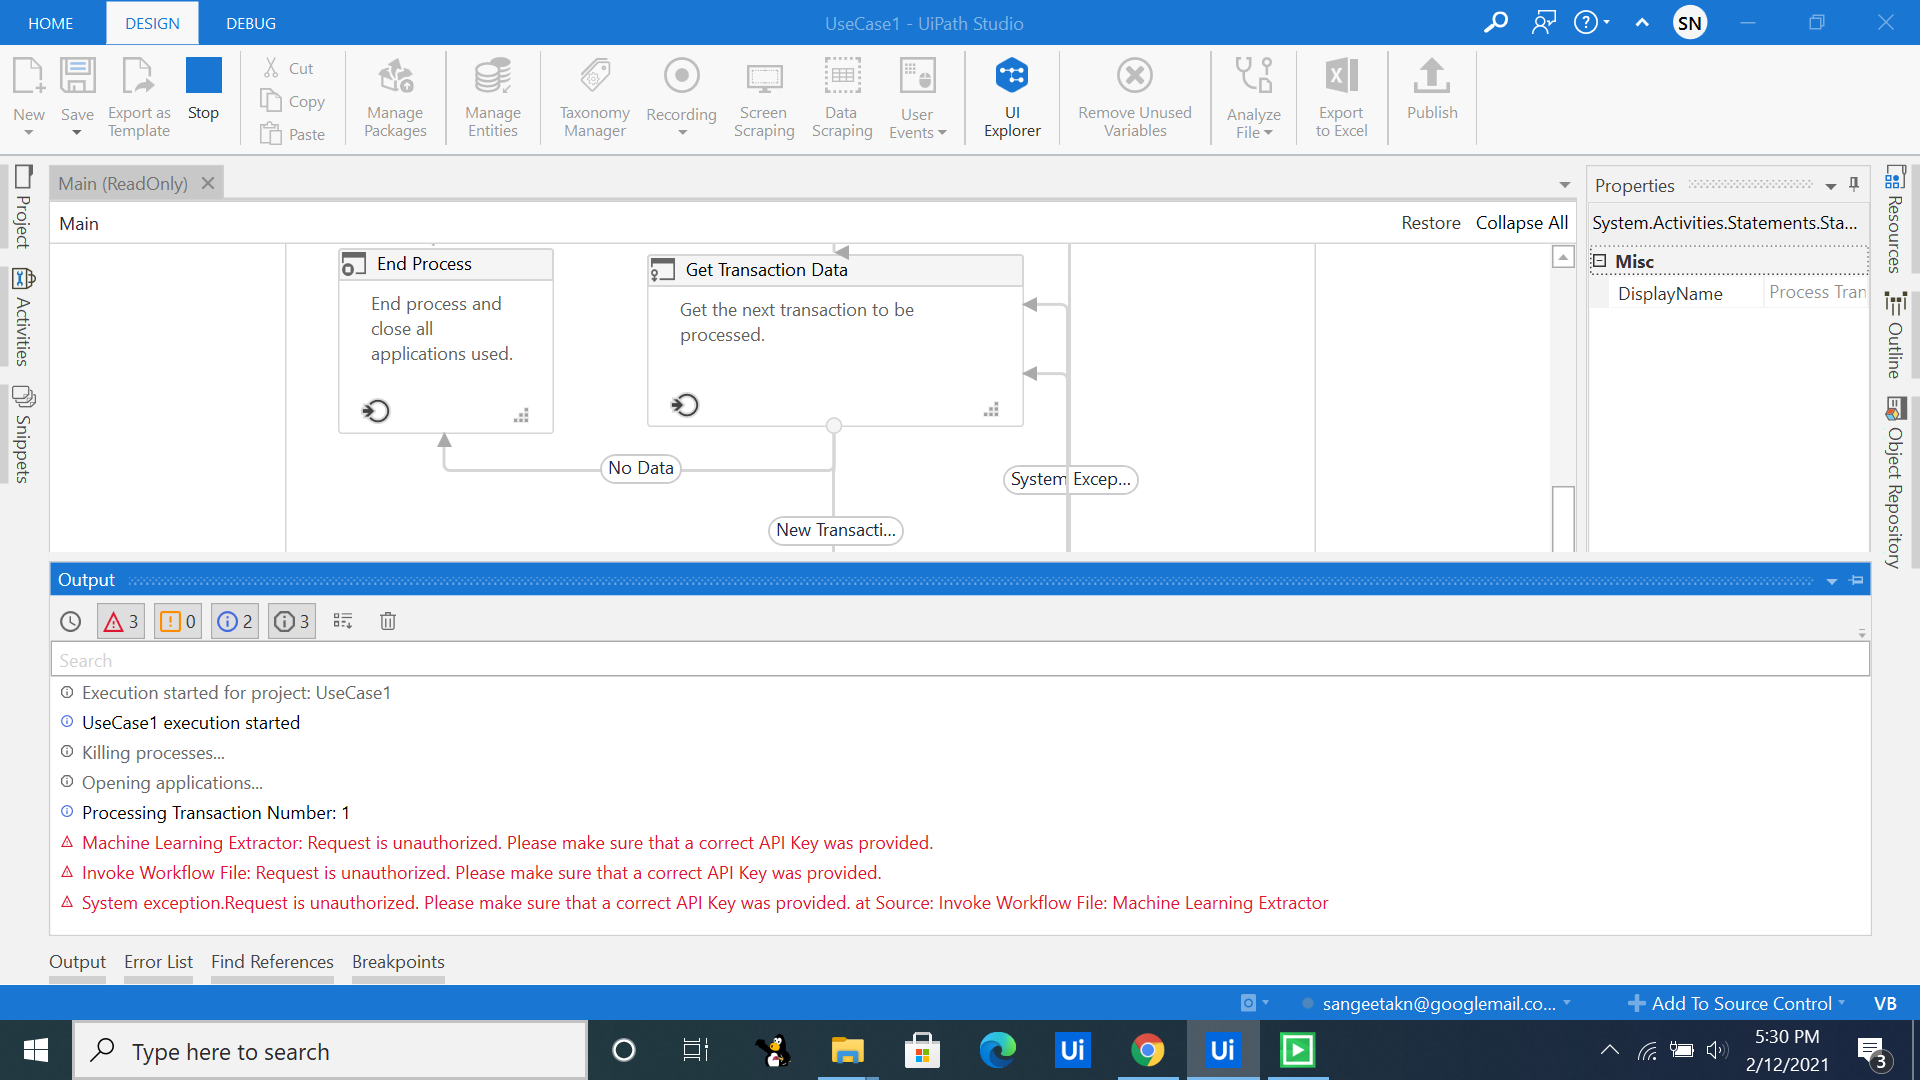 HOME DESIGN DEBUG UseCase1 - UiPath Studio SN
New Save Export as Template Stop Cut Copy Paste Manage Packages Manage Entities Taxonomy Manager Recording Screen Scraping Data Scraping User Events UI Explorer Remove Unused Variables Analyze File Export to Excel Publish
Project
Activities
Snippets
Main (ReadOnly)
Main Restore Collapse All
End Process
End process and
close all
applications used.
Get Transaction Data
Get the next transaction to be
processed.
No Data
System Excep...
New Transacti...
Properties
System.Activities.Statements.Sta...
Misc
DisplayName Process Tran
Resources
Outline
Object Repository
Output
3 0 2 3
Search
Execution started for project: UseCase1
UseCase1 execution started
Killing processes...
Opening applications...
Processing Transaction Number: 1
Machine Learning Extractor: Request is unauthorized. Please make sure that a correct API Key was provided.
Invoke Workflow File: Request is unauthorized. Please make sure that a correct API Key was provided.
System exception.Request is unauthorized. Please make sure that a correct API Key was provided. at Source: Invoke Workflow File: Machine Learning Extractor
Output Error List Find References Breakpoints
sangeetakn@googlemail.co... Add To Source Control VB
Type here to search Ui Ui 5:30 PM
2/12/2021 3